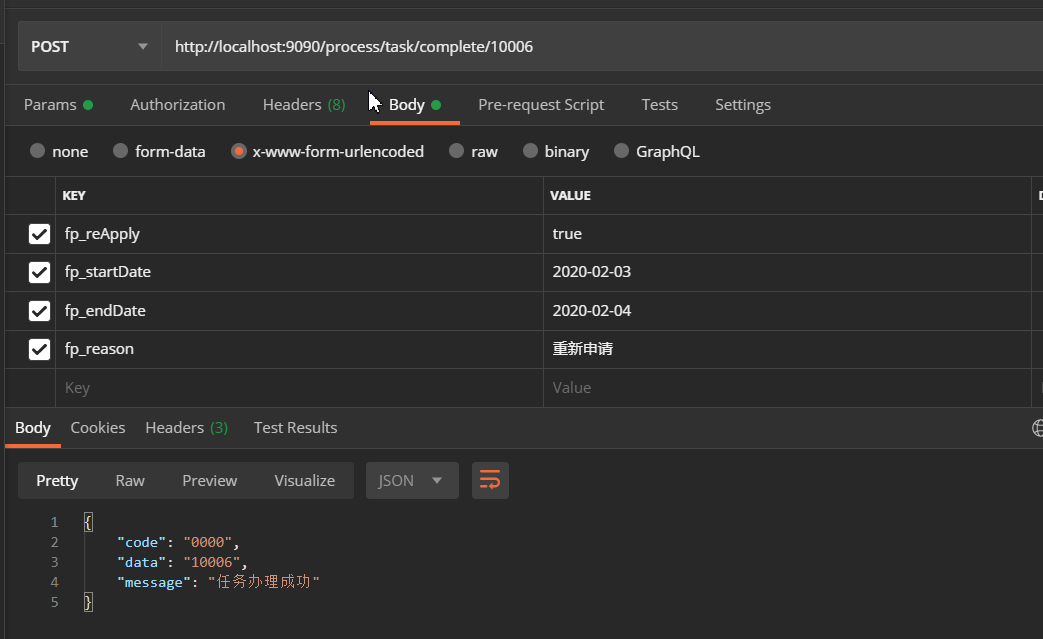 POST http://localhost:9090/process/task/complete/10006
Params Authorization Headers (8) Body Pre-request Script Tests Settings
none form-data x-www-form-urlencoded raw binary GraphQL
KEY VALUE
fp_reApply true
fp_startDate 2020-02-03
fp_endDate 2020-02-04
fp_reason 重新申请
Key Value
Body Cookies Headers (3) Test Results
Pretty Raw Preview Visualize JSON
1 {
2 "code": "0000",
3 "data": "10006",
4 "message": "任务办理成功"
5 }